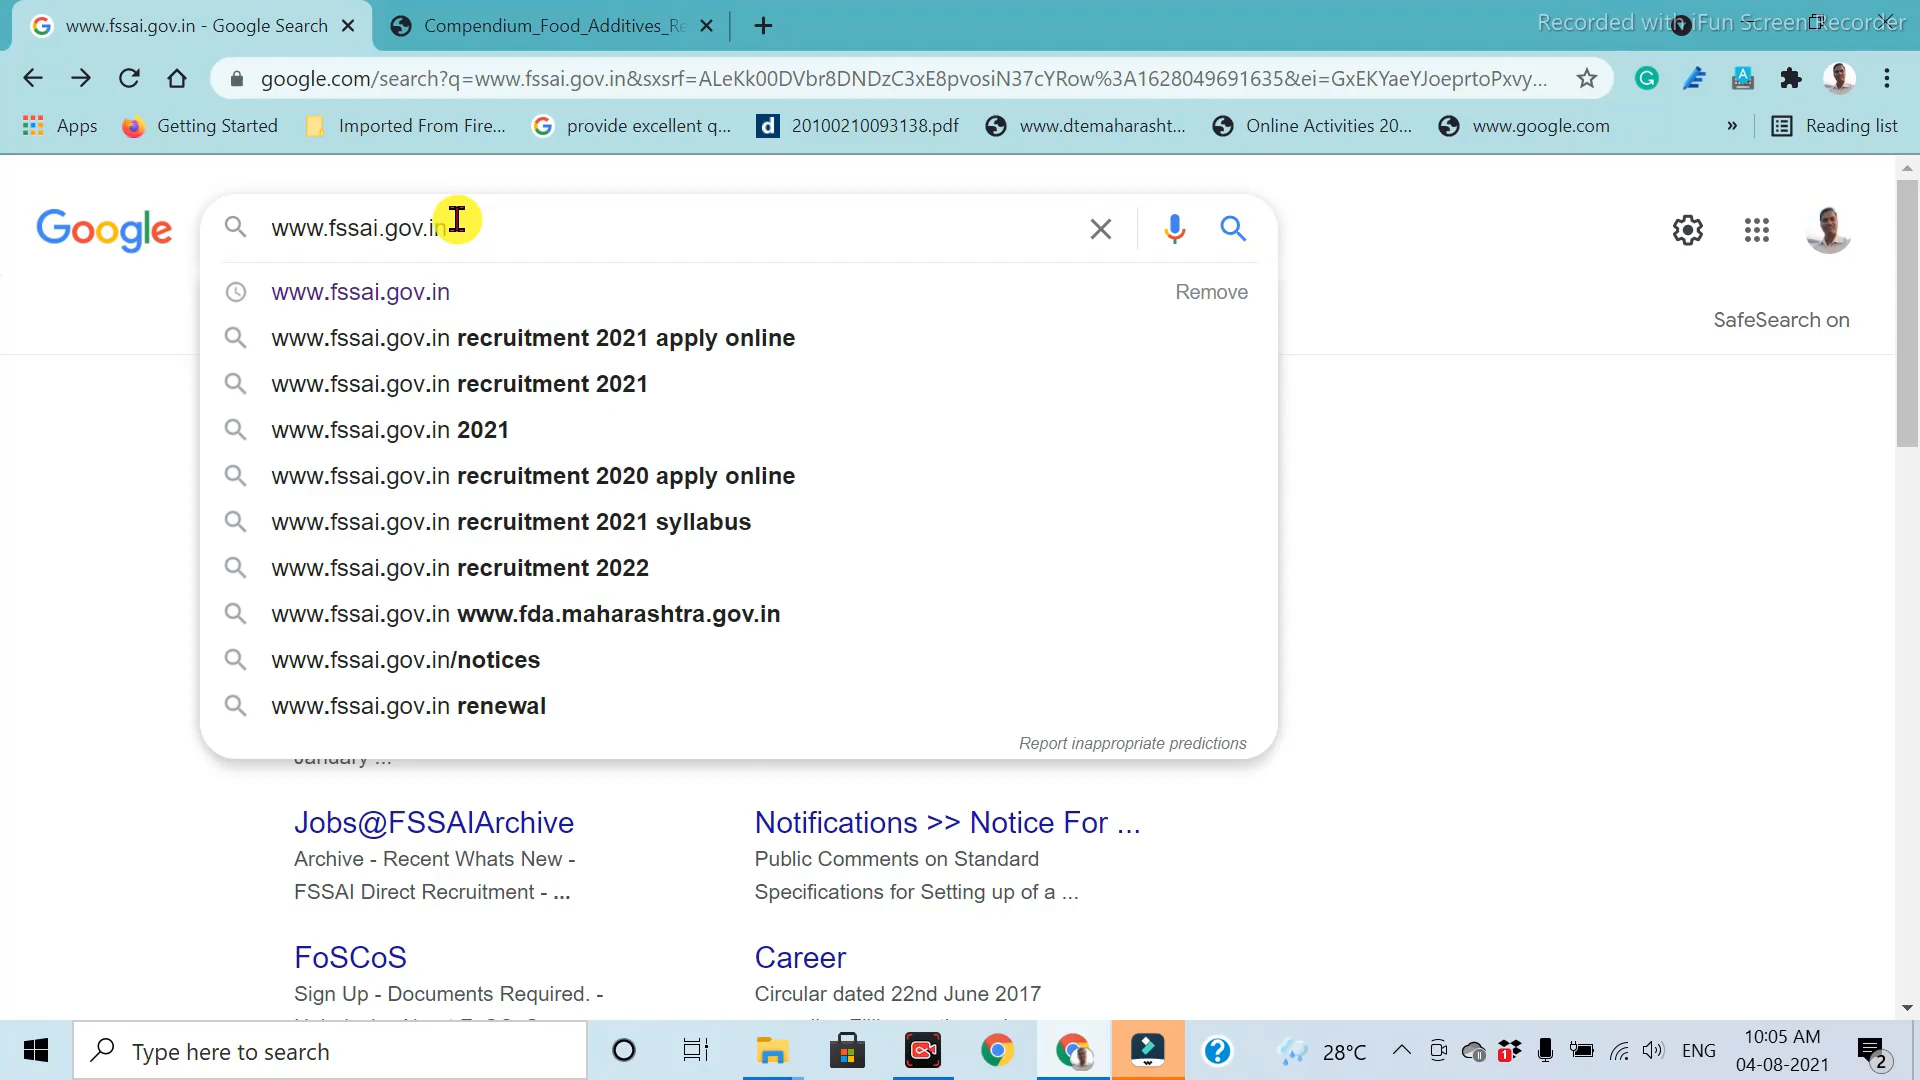 www.fssai.gov.in - Google Search
Compendium_Food_Additives_Re
Recorded with iFun Screen Recorder
google.com/search?q=www.fssai.gov.in&sxsrf=ALeKk00DVbr8DNDzC3xE8pvosiN37cYRow%3A1628049691635&ei=GxEKYaeYJoeprtoPxvy...
Apps
Getting Started
Imported From Fire...
provide excellent q...
20100210093138.pdf
www.dtemaharasht...
Online Activities 20...
www.google.com
»
Reading list
Google
www.fssai.gov.in
www.fssai.gov.in
Remove
www.fssai.gov.in recruitment 2021 apply online
SafeSearch on
www.fssai.gov.in recruitment 2021
www.fssai.gov.in 2021
www.fssai.gov.in recruitment 2020 apply online
www.fssai.gov.in recruitment 2021 syllabus
www.fssai.gov.in recruitment 2022
www.fssai.gov.in www.fda.maharashtra.gov.in
www.fssai.gov.in/notices
www.fssai.gov.in renewal
Report inappropriate predictions
January ...
Jobs@FSSAIArchive
Archive - Recent Whats New -
FSSAI Direct Recruitment - ...
Notifications >> Notice For ...
Public Comments on Standard
Specifications for Setting up of a ...
FoSCoS
Sign Up - Documents Required. -
Career
Circular dated 22nd June 2017
Type here to search
28°C
1
ENG
10:05 AM
04-08-2021
2